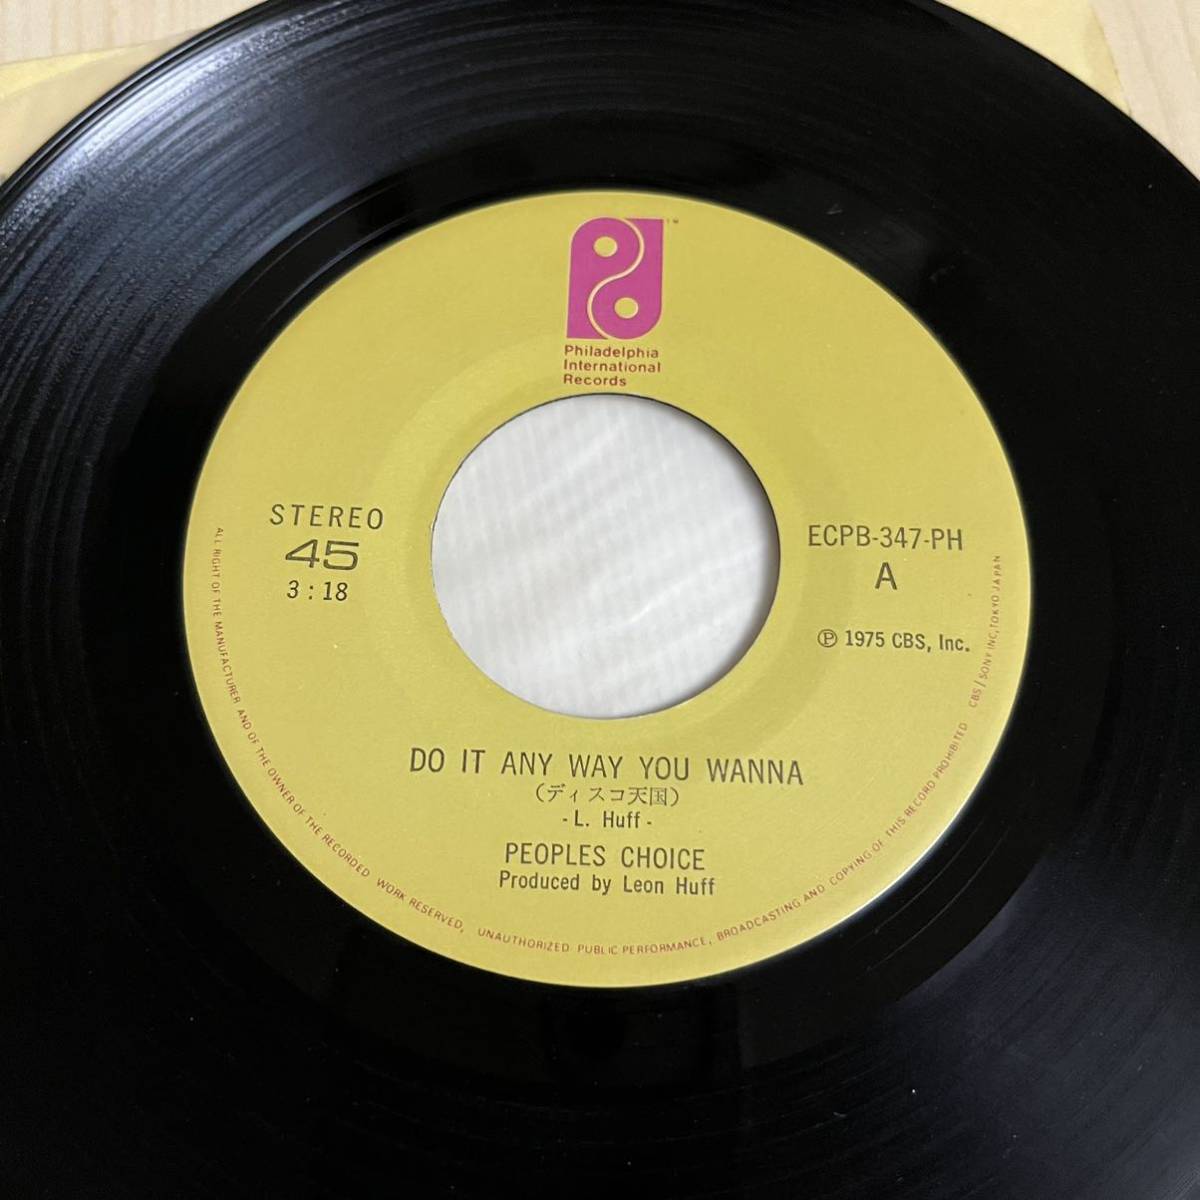 Philadelphia
International
Records
STEREO
45
3:18
ECPB-347-PH
A
Ⓟ 1975 CBS, Inc.
DO IT ANY WAY YOU WANNA
(ディスコ天国)
- L. Huff -
PEOPLES CHOICE
Produced by Leon Huff
ALL RIGHT OF THE MANUFACTURER AND OF THE OWNER OF THE RECORDED WORK RESERVED, UNAUTHORIZED PUBLIC PERFORMANCE, BROADCASTING AND COPYING OF THIS RECORD PROHIBITED CBS/SONY INC, TOKYO JAPAN